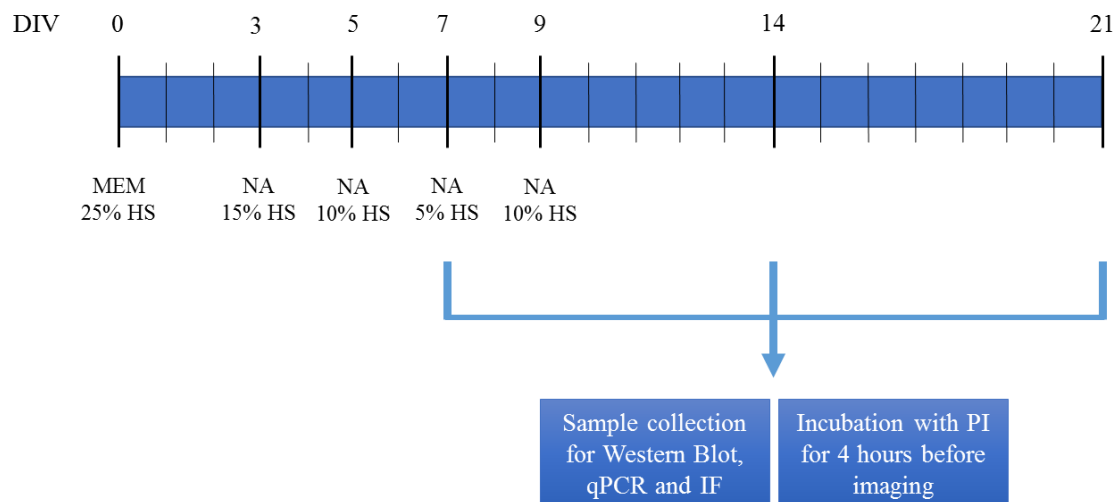 DIV 0 3 5 7 9 14 21
MEM NA NA NA NA
25% HS 15% HS 10% HS 5% HS 10% HS
Sample collection
for Western Blot,
qPCR and IF
Incubation with PI
for 4 hours before
imaging